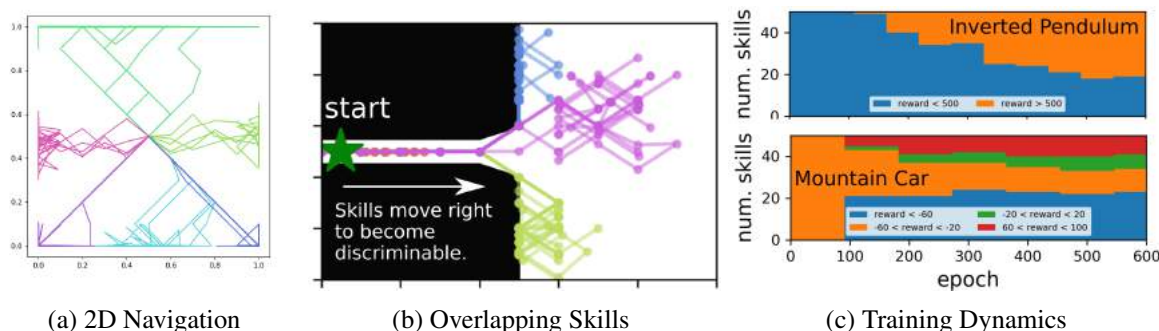 1.0
0.8
0.6
0.4
0.2
0.0
0.0 0.2 0.4 0.6 0.8 1.0
(a) 2D Navigation
start
Skills move right
to become
discriminable.
(b) Overlapping Skills
num. skills
40
20
0
Inverted Pendulum
reward < 500 reward > 500
num. skills
40
20
0
Mountain Car
reward < -60 -20 < reward < 20
-60 < reward < -20 60 < reward < 100
0 100 200 300 400 500 600
epoch
(c) Training Dynamics